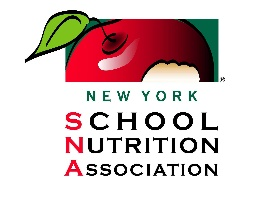 ®
NEW YORK
SCHOOL
NUTRITION
ASSOCIATION